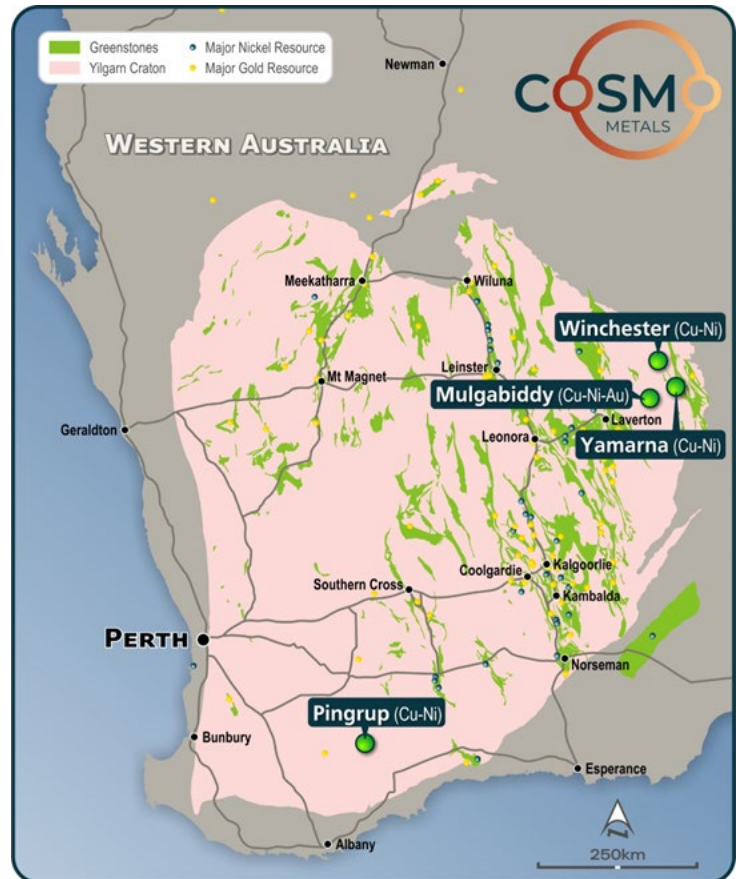 Greenstones
Major Nickel Resource
Yilgarn Craton
Major Gold Resource
Newman
COSMO
METALS
WESTERN AUSTRALIA
Meekatharra
Wiluna
Winchester (Cu-Ni)
Leinster
Mt Magnet
Mulgabiddy (Cu-Ni-Au)
Laverton
Geraldton
Leonora
Yamarna (Cu-Ni)
Coolgardie
Kalgoorlie
Southern Cross
Kambalda
PERTH
Norseman
Pingrup (Cu-Ni)
Bunbury
Esperance
Albany
N
250km